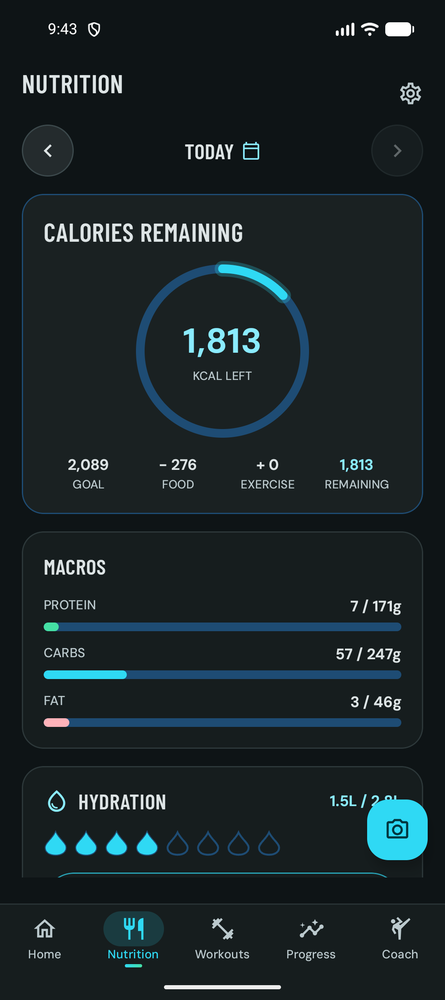 9:43
NUTRITION
TODAY
CALORIES REMAINING
1,813
KCAL LEFT
2,089 - 276 + 0 1,813
GOAL FOOD EXERCISE REMAINING
MACROS
PROTEIN 7 / 171g
CARBS 57 / 247g
FAT 3 / 46g
HYDRATION 1.5L /
Home Nutrition Workouts Progress Coach